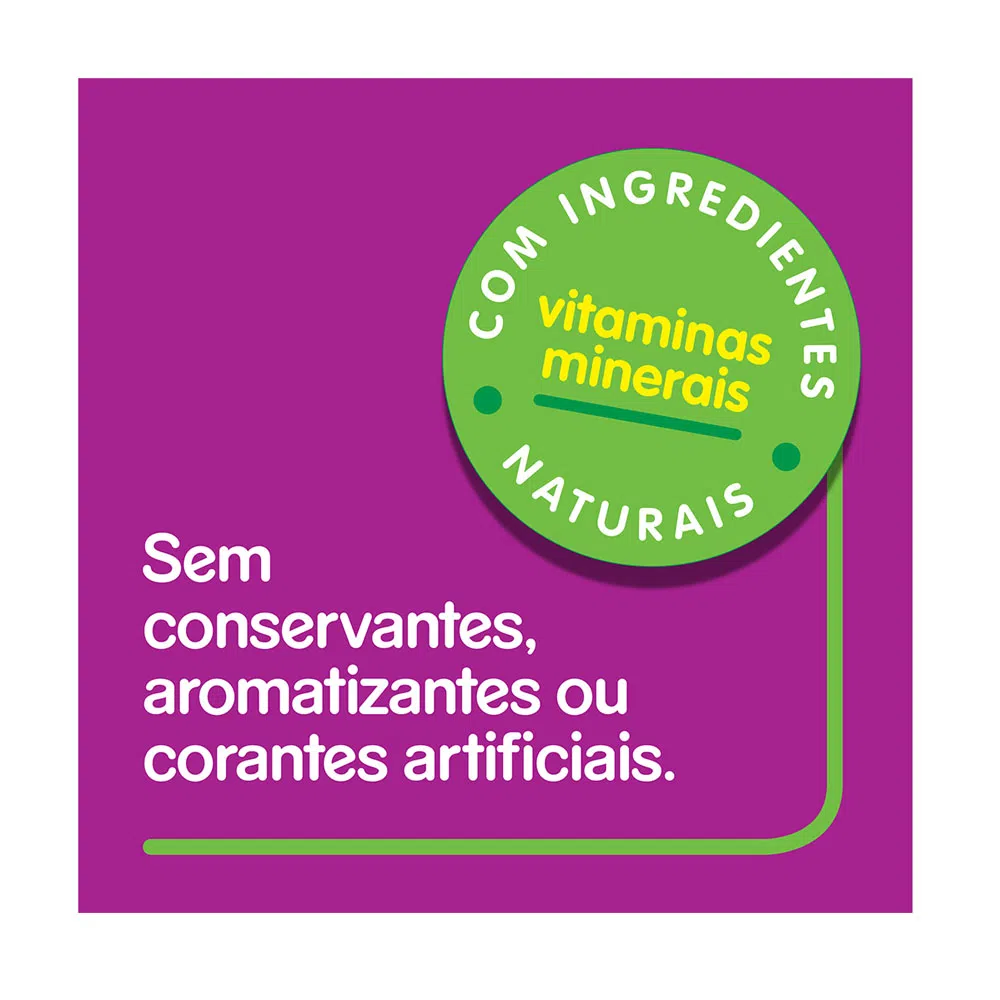 COM INGREDIENTES
vitaminas
minerais
NATURAIS
Sem
conservantes,
aromatizantes ou
corantes artificiais.